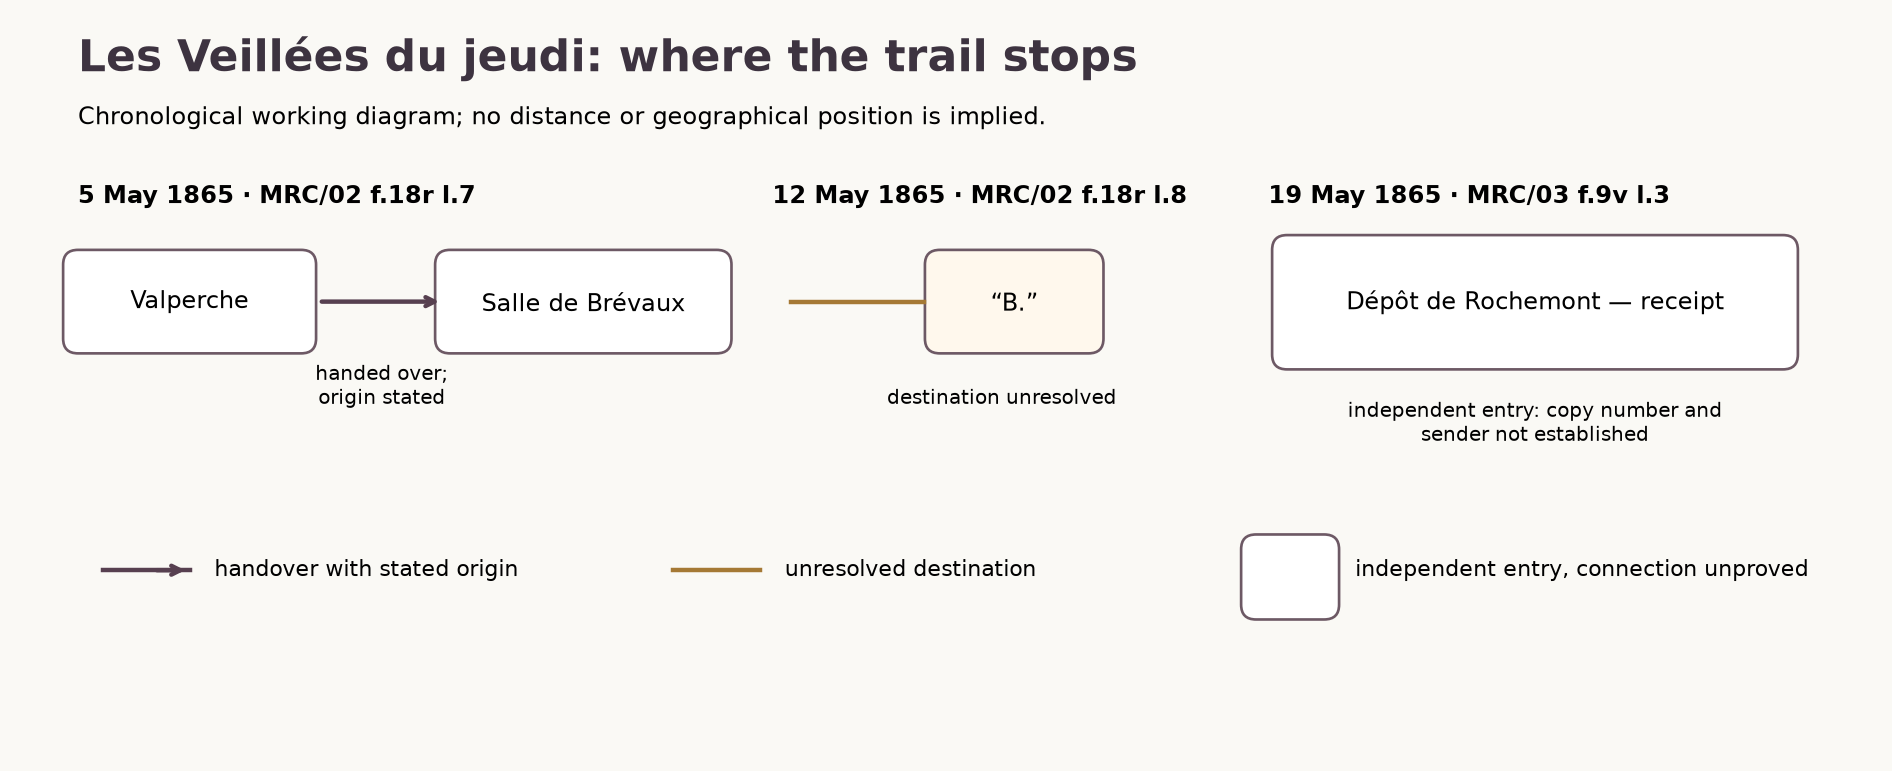 Les Veillées du jeudi: where the trail stops
Chronological working diagram; no distance or geographical position is implied.
5 May 1865 · MRC/02 f.18r l.7
12 May 1865 · MRC/02 f.18r l.8
19 May 1865 · MRC/03 f.9v l.3
Valperche
Salle de Brévaux
“B.”
Dépôt de Rochemont — receipt
handed over;
origin stated
destination unresolved
independent entry: copy number and
sender not established
handover with stated origin
unresolved destination
independent entry, connection unproved